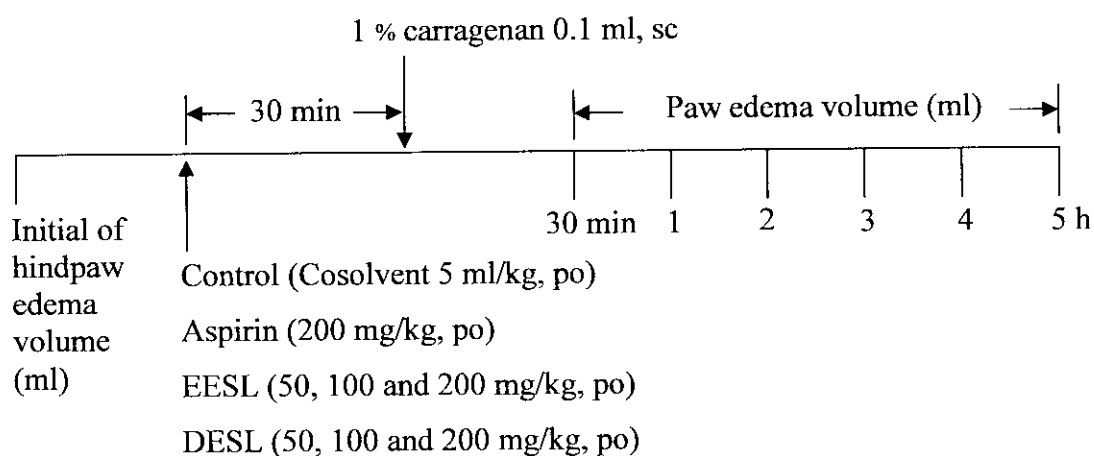 1 % carragenan 0.1 ml, sc
30 min
Paw edema volume (ml)
30 min 1 2 3 4 5 h
Initial of
hindpaw
edema
volume
(ml)
Control (Cosolvent 5 ml/kg, po)
Aspirin (200 mg/kg, po)
EESL (50, 100 and 200 mg/kg, po)
DESL (50, 100 and 200 mg/kg, po)